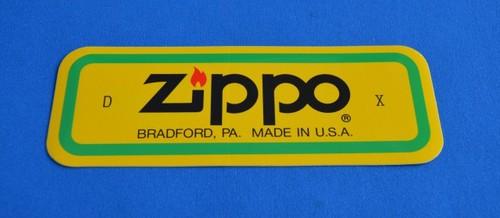 D Zippo® X
BRADFORD, PA. MADE IN U.S.A.